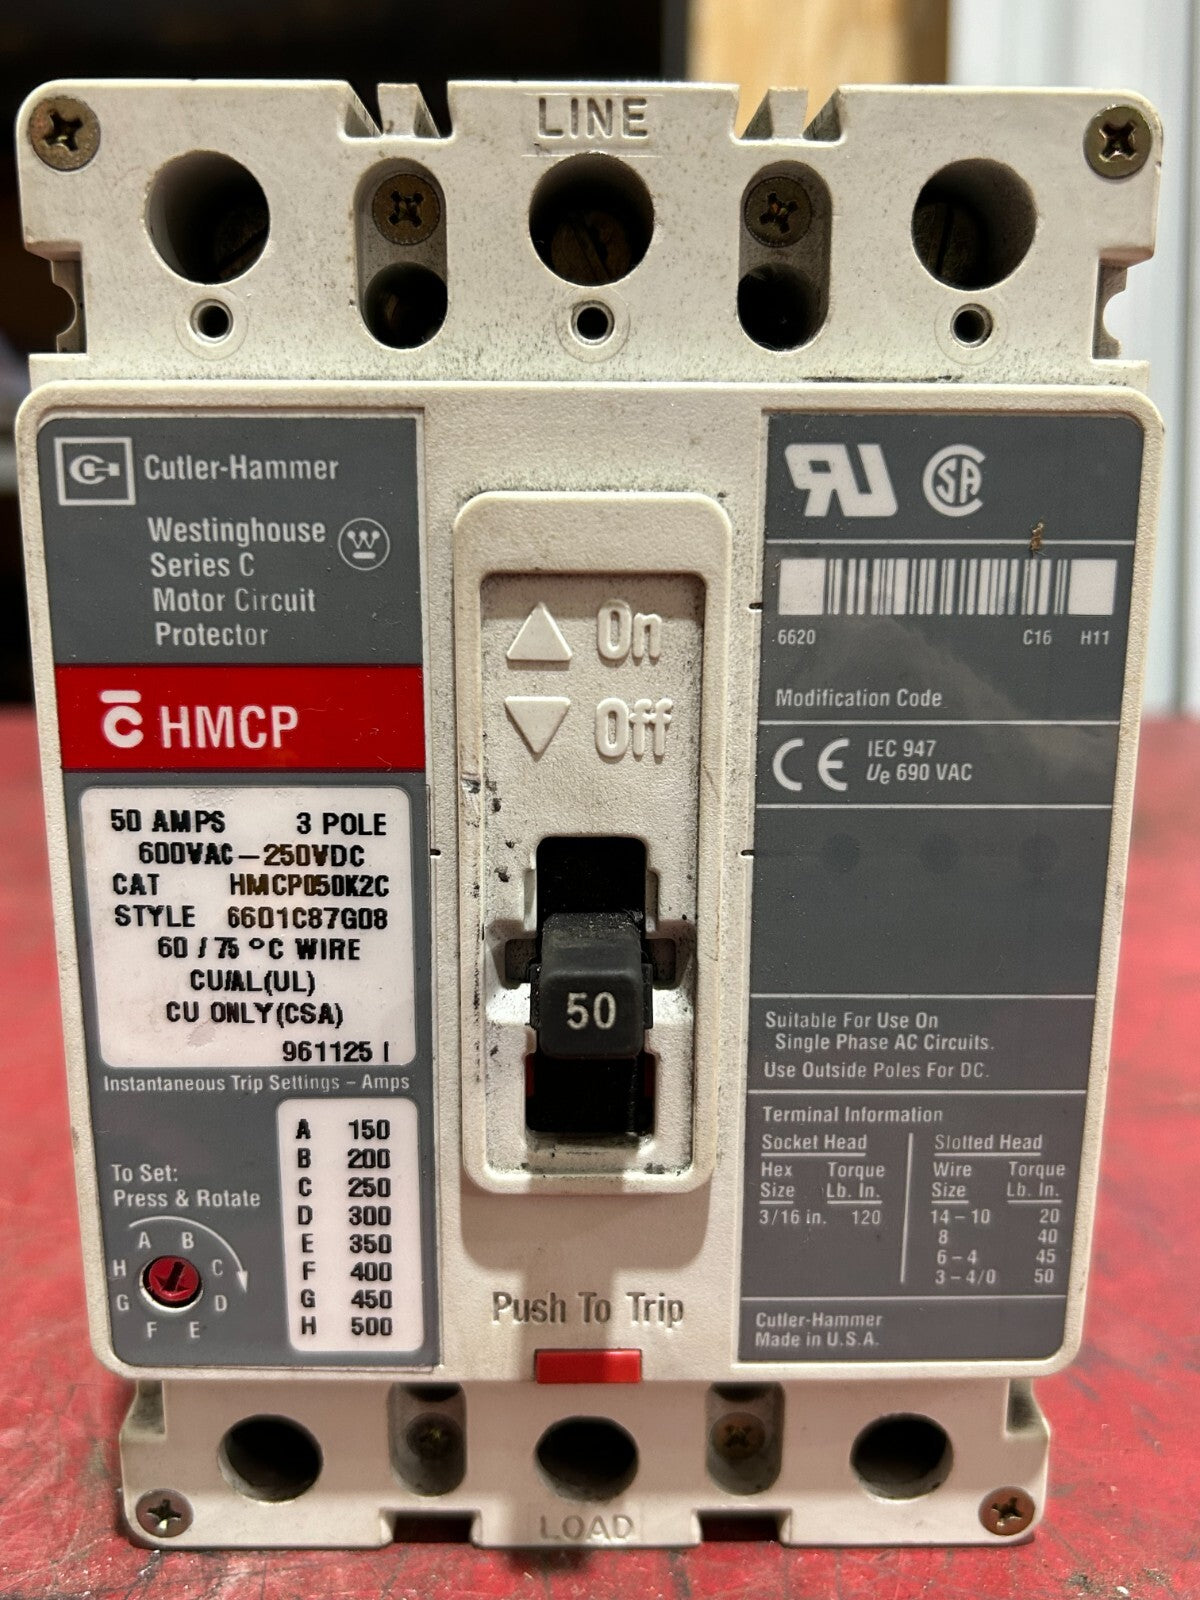 LINE
Cutler-Hammer
Westinghouse
Series C
Motor Circuit
Protector
C HMCP
50 AMPS 3 POLE
600VAC-250VDC
CAT HMCP050K2C
STYLE 6601C87G08
60 / 75 °C WIRE
CU/AL(UL)
CU ONLY(CSA)
961125 I
Instantaneous Trip Settings - Amps
To Set:
Press & Rotate
A B
H C
G D
F E
A 150
B 200
C 250
D 300
E 350
F 400
G 450
H 500
On
Off
50
Push To Trip
UR CSA
6620 C16 H11
Modification Code
CE IEC 947
Ue 690 VAC
Suitable For Use On
Single Phase AC Circuits.
Use Outside Poles For DC.
Terminal Information
Socket Head Slotted Head
Hex Torque Wire Torque
Size Lb. In. Size Lb. In.
3/16 in. 120 14 - 10 20
8 40
6 - 4 45
3 - 4/0 50
Cutler-Hammer
Made in U.S.A.
LOAD